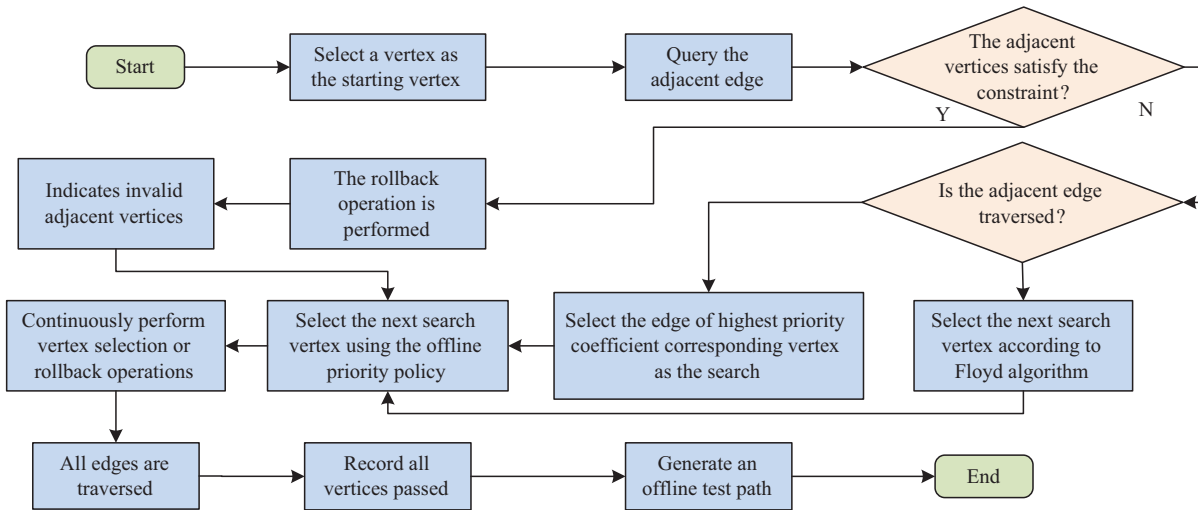 Start
Select a vertex as
the starting vertex
Query the
adjacent edge
The adjacent
vertices satisfy the
constraint?
Y
N
Indicates invalid
adjacent vertices
The rollback
operation is
performed
Is the adjacent edge
traversed?
Continuously perform
vertex selection or
rollback operations
Select the next search
vertex using the offline
priority policy
Select the edge of highest priority
coefficient corresponding vertex
as the search
Select the next search
vertex according to
Floyd algorithm
All edges are
traversed
Record all
vertices passed
Generate an
offline test path
End